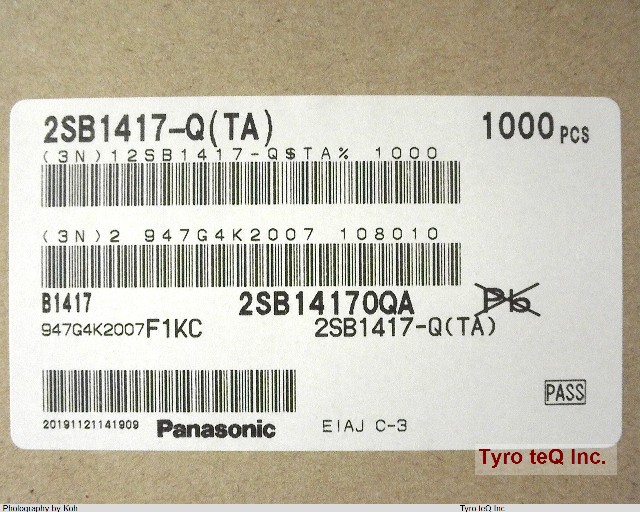 2SB1417-Q(TA) 1000 PCS
(3N)12SB1417-Q$TA% 1000
(3N)2 947G4K2007 108010
B1417 2SB14170QA Pb
947G4K2007F1KC 2SB1417-Q(TA)
PASS
20191121141909 Panasonic EIAJ C-3
Tyro teQ Inc.
Photography by Koh Tyro teQ Inc